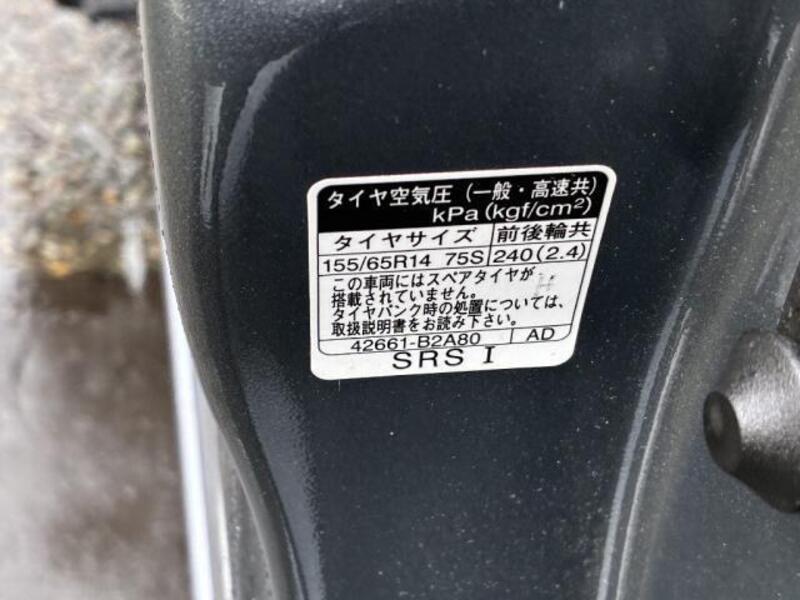 タイヤ空気圧（一般・高速共）
kPa(kgf/cm²)
タイヤサイズ 前後輪共
155/65R14 75S 240(2.4)
この車両にはスペアタイヤが
搭載されていません。
タイヤパンク時の処置については、
取扱説明書をお読み下さい。
42661-B2A80 AD
SRS I